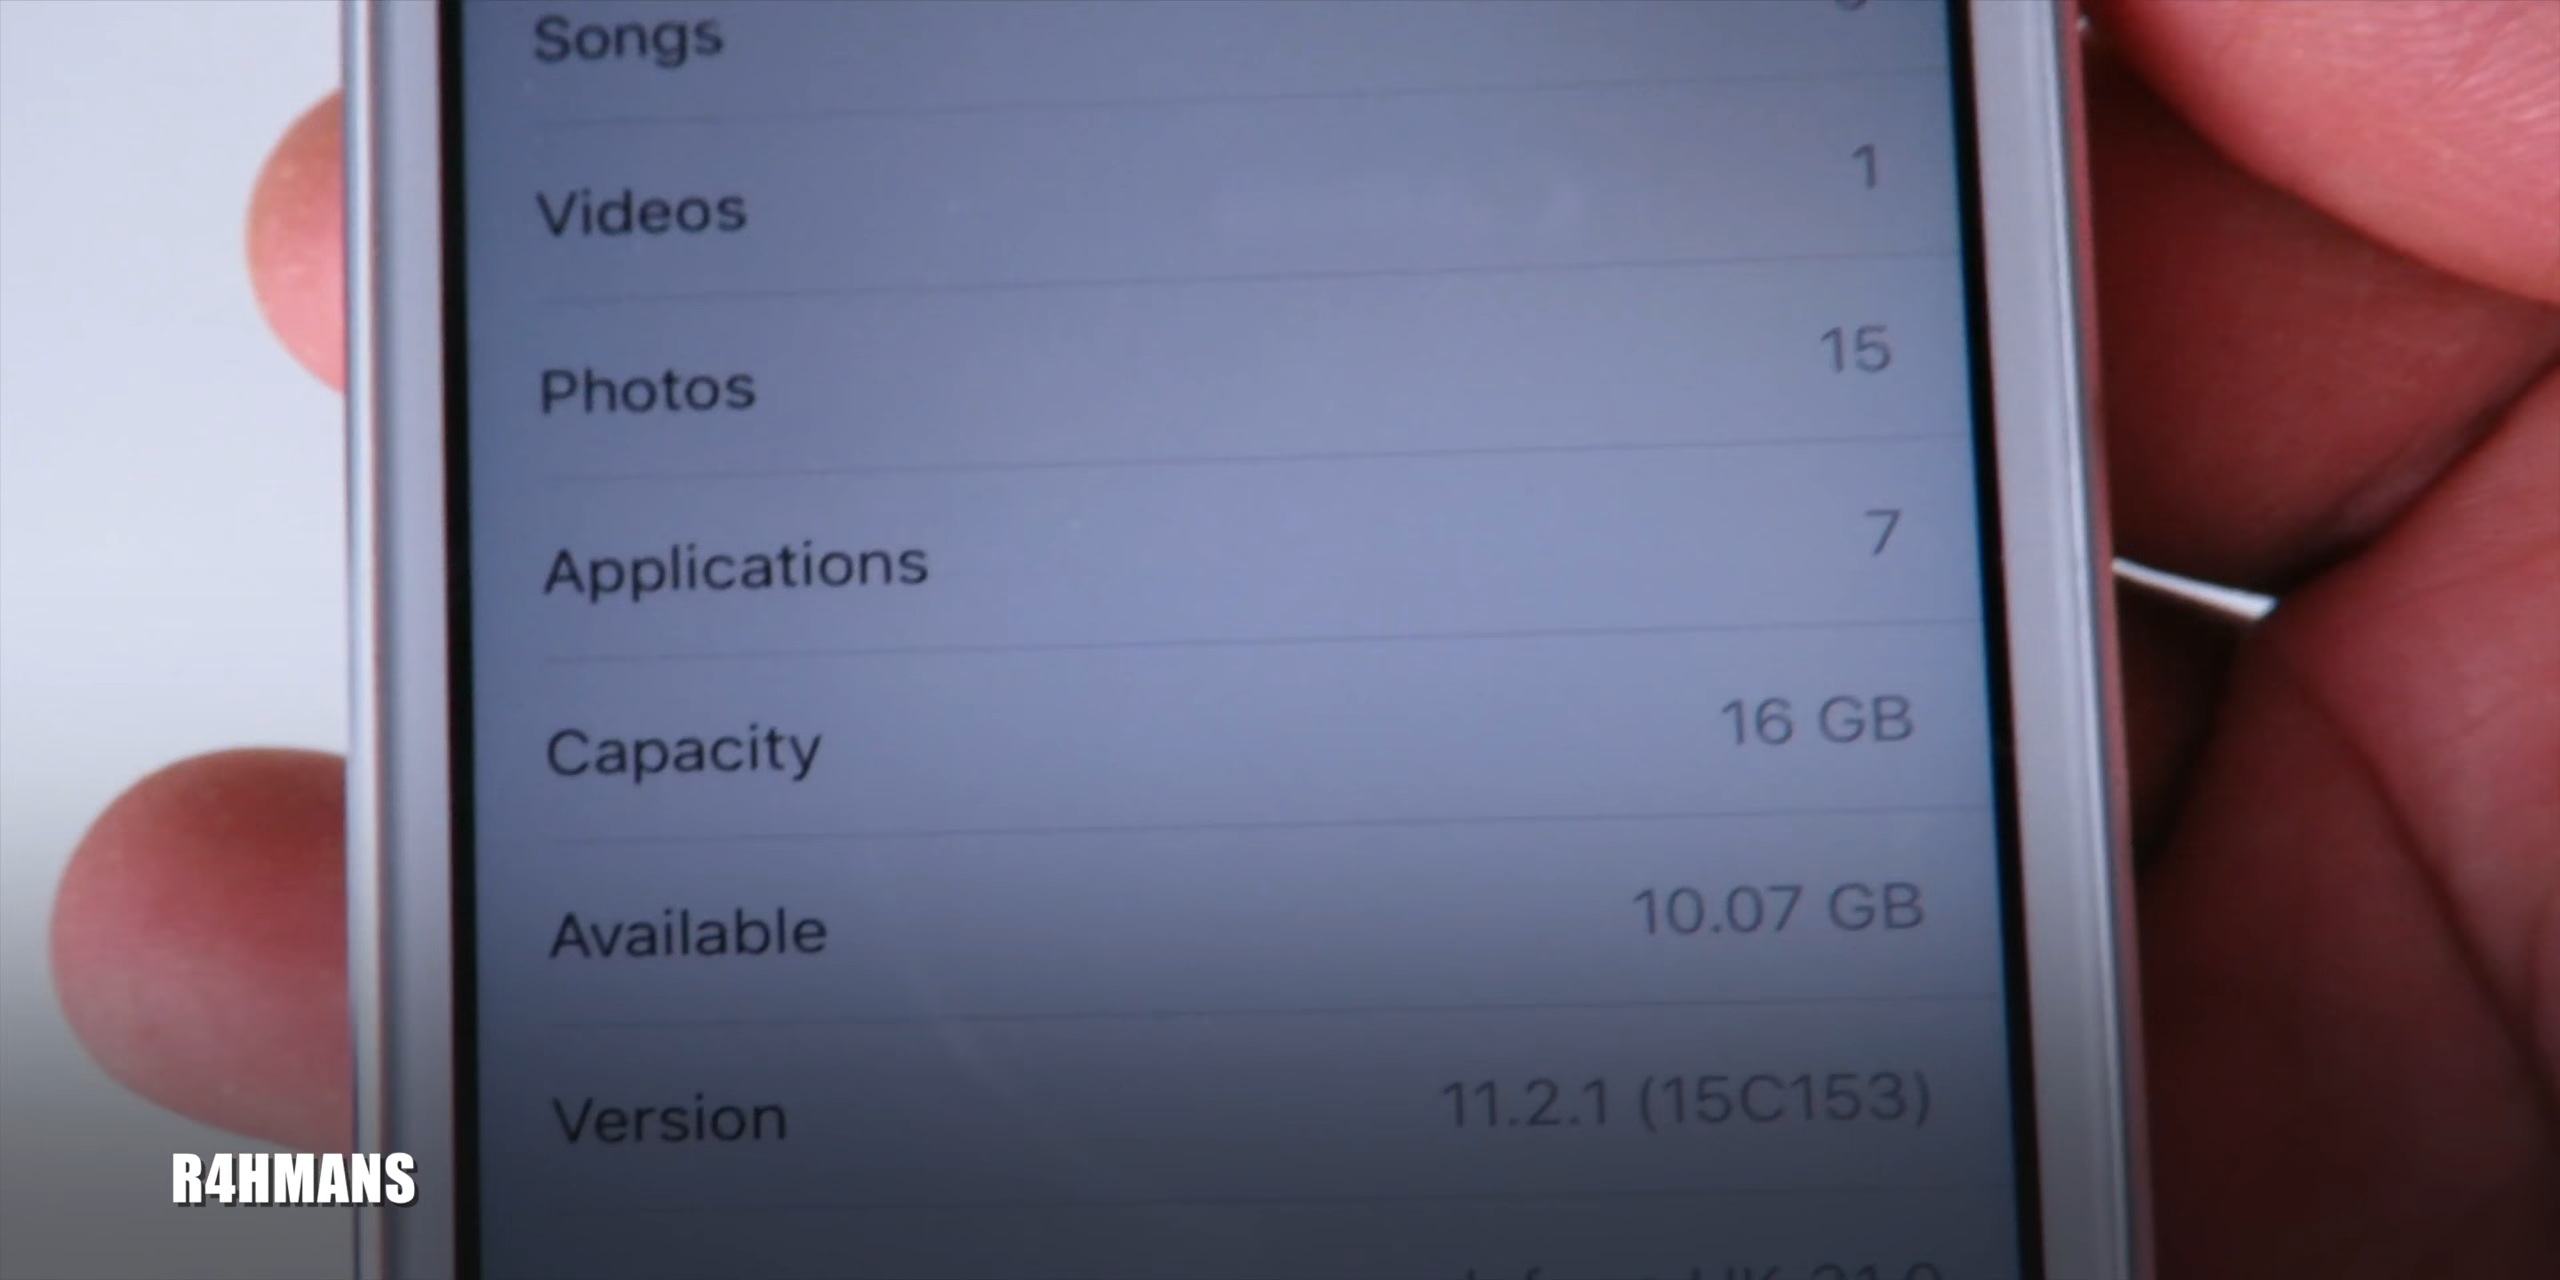 Songs
Videos 1
Photos 15
Applications 7
Capacity 16 GB
Available 10.07 GB
Version 11.2.1 (15C153)
R4HMANS